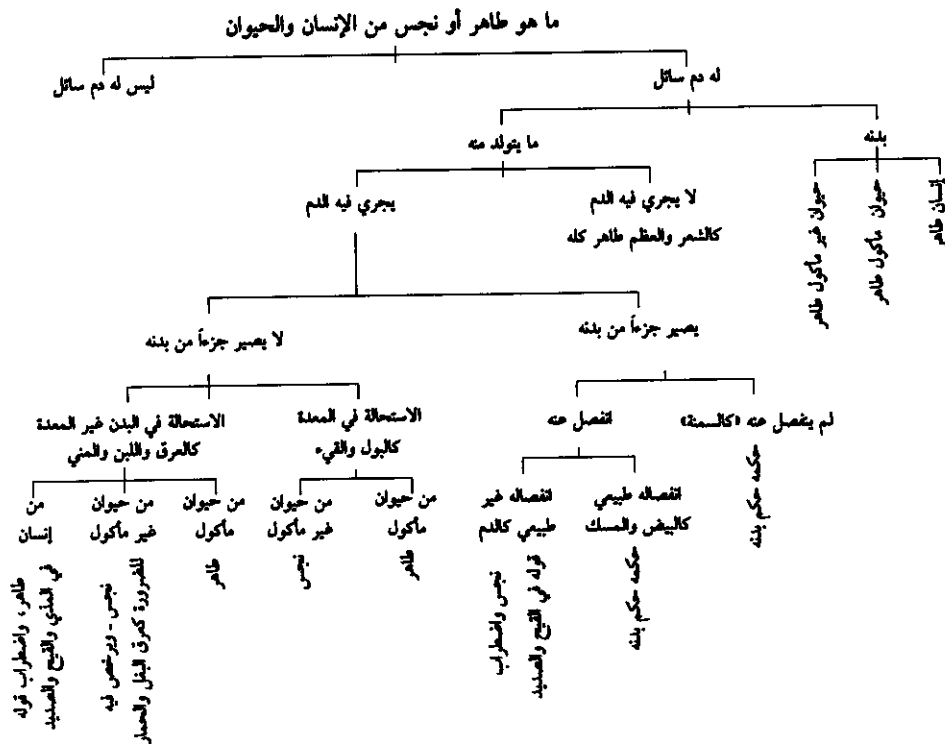 ما هو طاهر أو نجس من الإنسان والحيوان
له دم سائل
ليس له دم سائل
بدنه
ما يتولد منه
إنسان طاهر
حيوان مأكول طاهر
حيوان غير مأكول طاهر
لا يجري فيه الدم
كالشعر والعظم طاهر كله
يجري فيه الدم
يصير جزءاً من بدنه
لا يصير جزءاً من بدنه
لم ينفصل عنه «كالسمنة»
حكمه حكم بدنه
انفصل عنه
انفصاله طبيعي
كالبيض والمسك
حكمه حكم بدنه
انفصاله غير
طبيعي كالدم
نجس واضطراب
قوله في القيح والصديد
الاستحالة في المعدة
كالبول والقيء
من حيوان
مأكول
طاهر
من حيوان
غير مأكول
نجس
الاستحالة في البدن غير المعدة
كالعرق واللبن والمني
من حيوان
مأكول
طاهر
من حيوان
غير مأكول
نجس - ويرخص فيه
للضرورة كعرق البغل والحمار
من
إنسان
طاهر، واضطراب قوله
في المذي والقيح والصديد